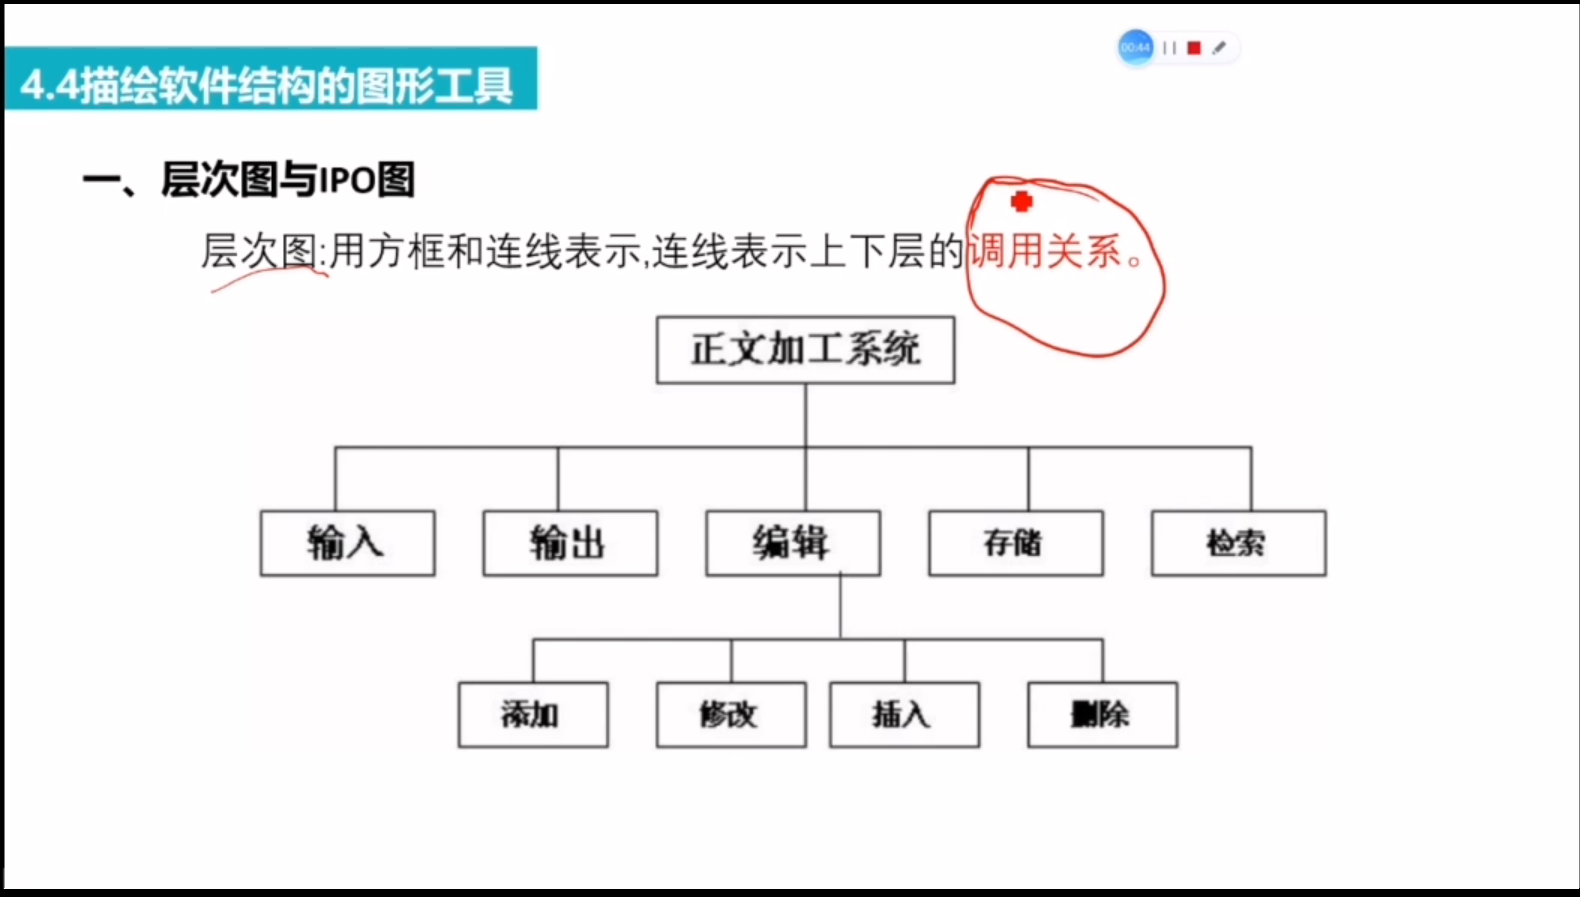 00:44
4.4描绘软件结构的图形工具
一、层次图与IPO图
层次图:用方框和连线表示,连线表示上下层的调用关系。
正文加工系统
输入 输出 编辑 存储 检索
添加 修改 插入 删除